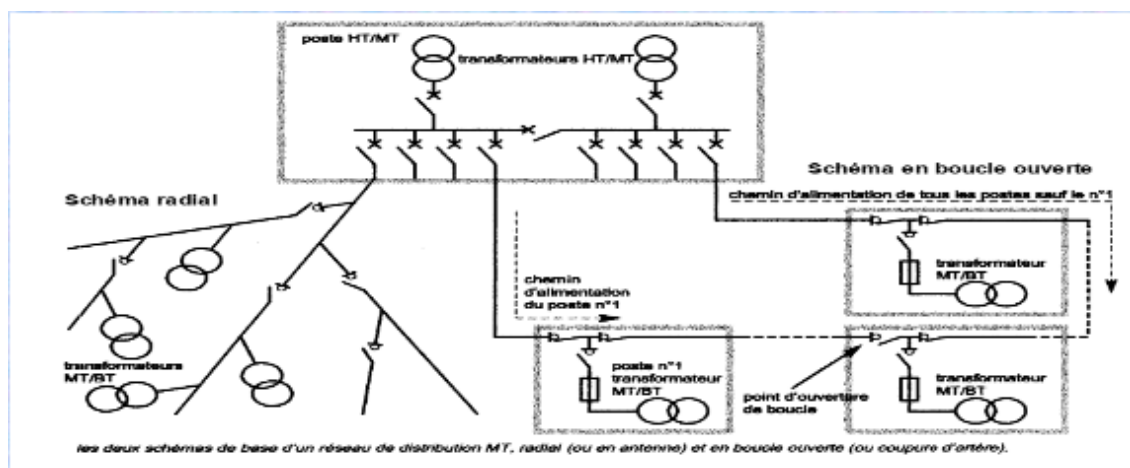 poste HT/MT
transformateurs HT/MT
Schéma en boucle ouverte
chemin d'alimentation de tous les postes sauf le n°1
Schéma radial
transformateur
MT/BT
chemin
d'alimentation
du poste n°1
transformateurs
MT/BT
poste n°1
transformateur
MT/BT
point d'ouverture
de boucle
transformateur
MT/BT
les deux schémas de base d'un réseau de distribution MT, radial (ou en antenne) et en boucle ouverte (ou coupure d'artère).